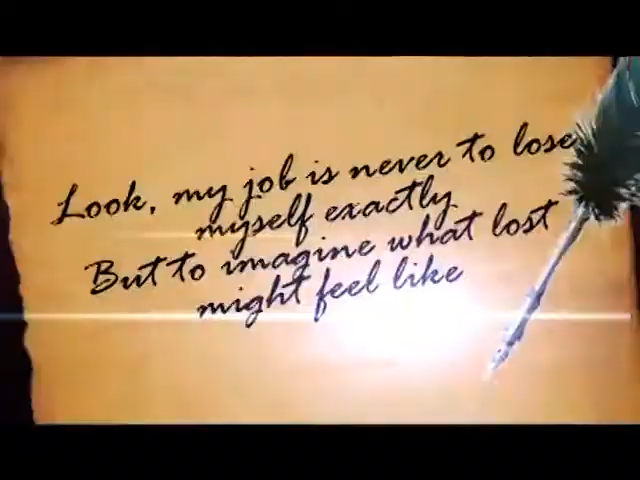 Look, my job is never to lose
myself exactly
But to imagine what lost
might feel like